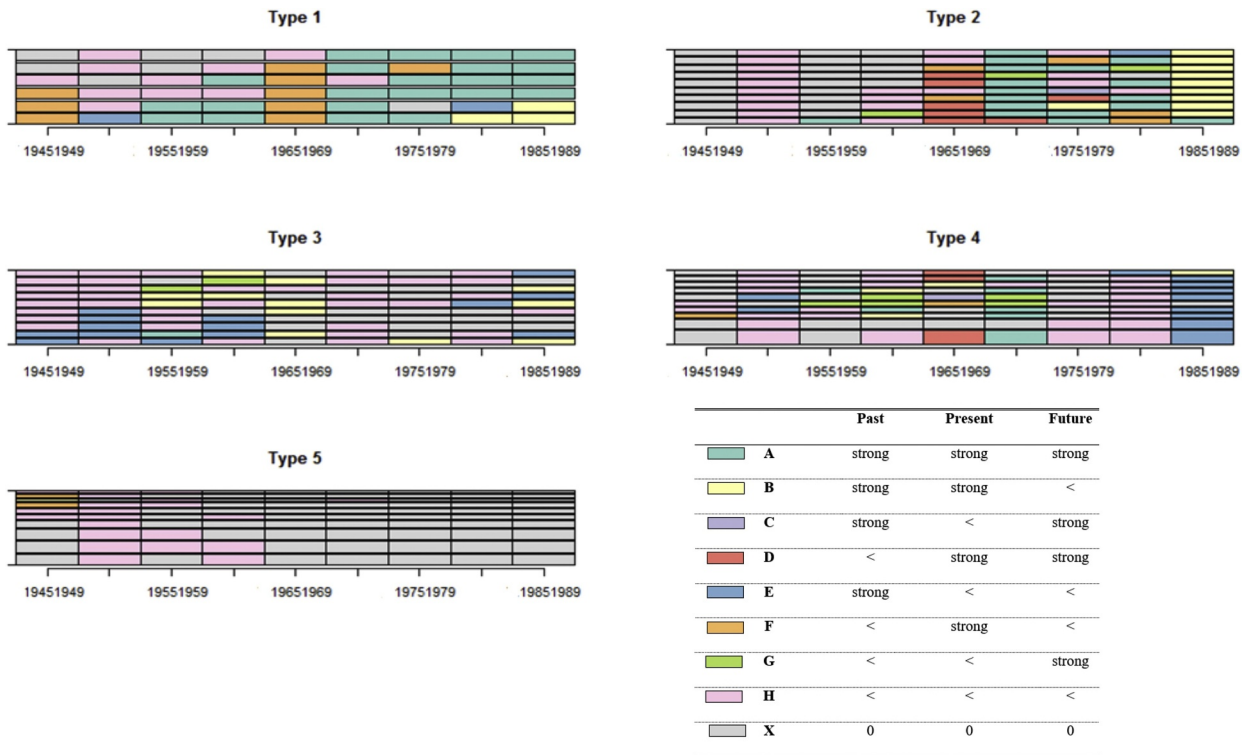 Type 1
19451949 19551959 19651969 19751979 19851989
Type 2
19451949 19551959 19651969 19751979 19851989
Type 3
19451949 19551959 19651969 19751979 19851989
Type 4
19451949 19551959 19651969 19751979 19851989
Type 5
19451949 19551959 19651969 19751979 19851989
Past Present Future
A strong strong strong
B strong strong <
C strong < strong
D < strong strong
E strong < <
F < strong <
G < < strong
H < < <
X 0 0 0